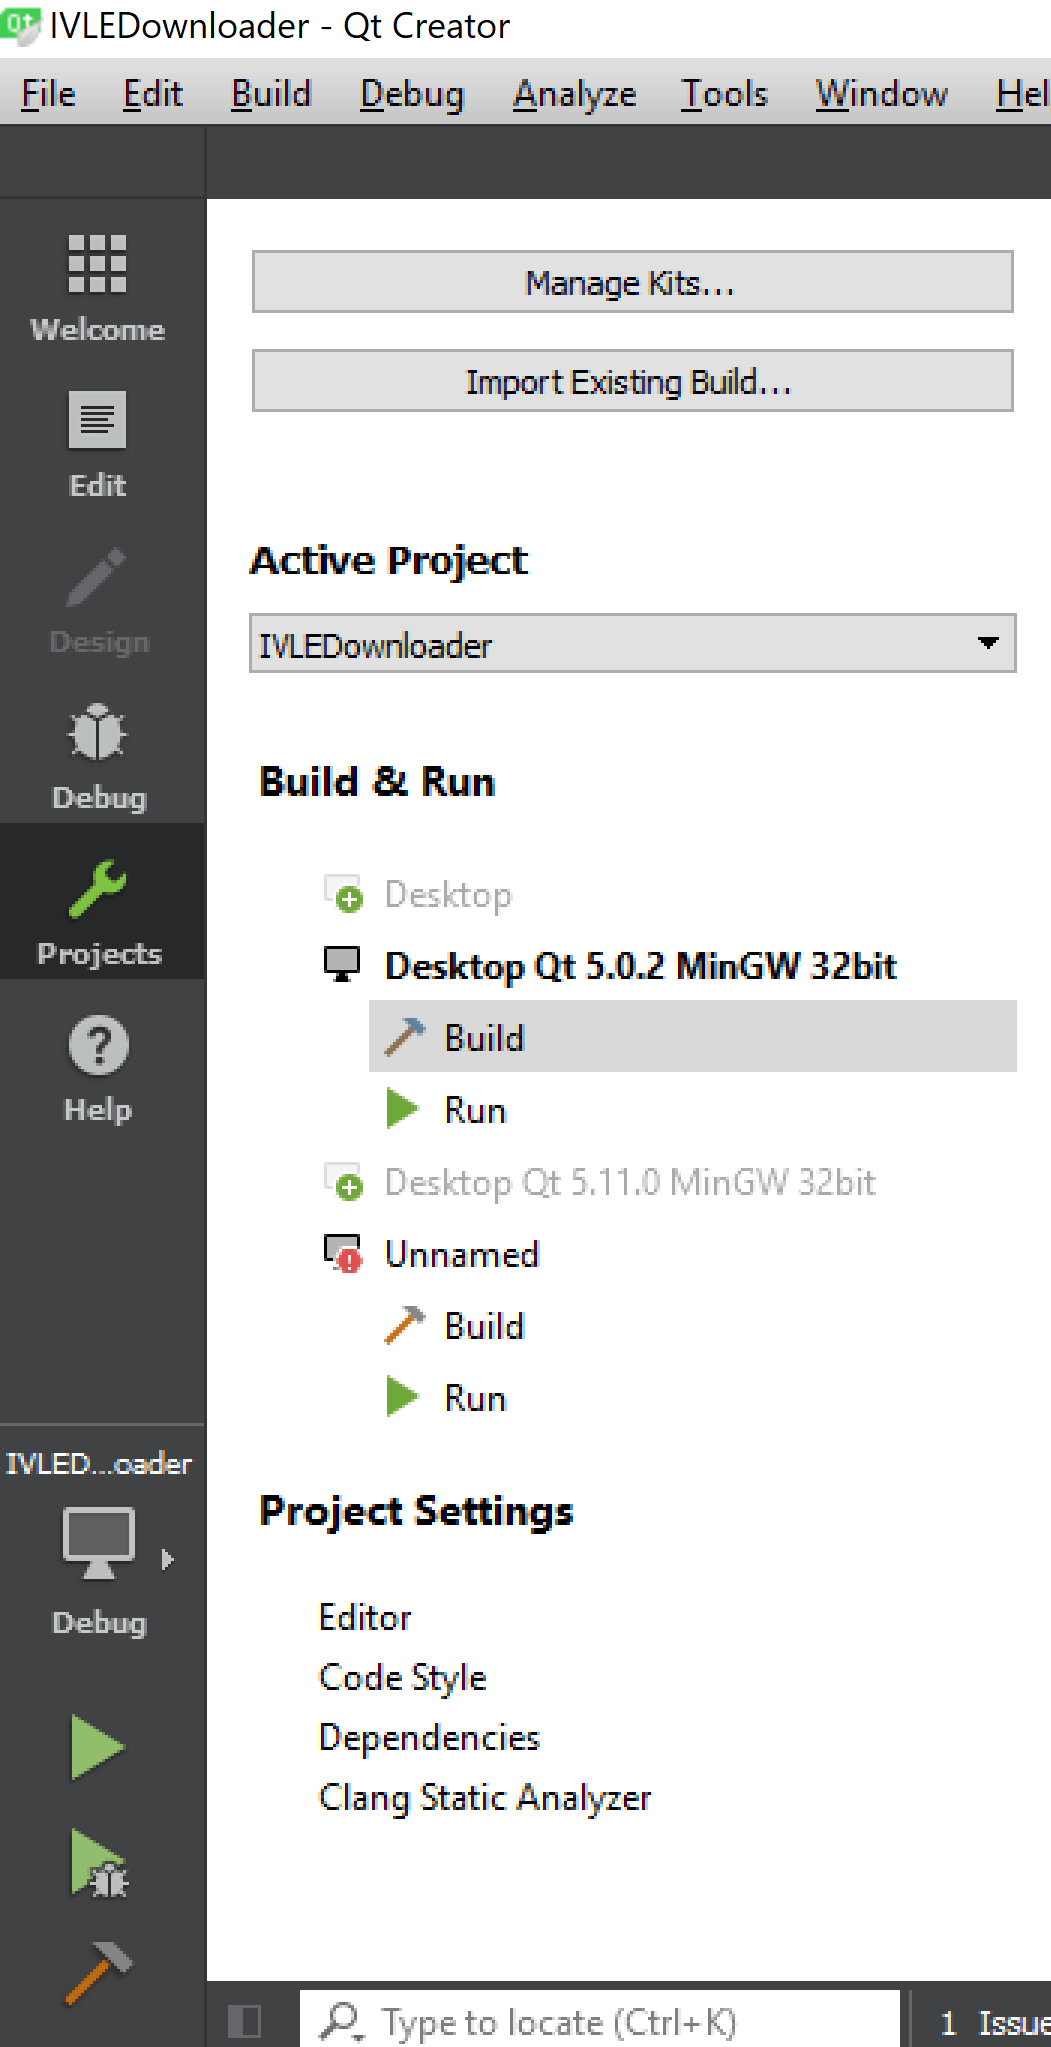 Qt IVLEDownloader - Qt Creator
File Edit Build Debug Analyze Tools Window
Manage Kits...
Welcome
Import Existing Build...
Edit
Active Project
Design
IVLEDownloader
Debug
Build & Run
Desktop
Projects
Desktop Qt 5.0.2 MinGW 32bit
Build
Help
Run
Desktop Qt 5.11.0 MinGW 32bit
Unnamed
Build
Run
IVLED...oader
Project Settings
Debug
Editor
Code Style
Dependencies
Clang Static Analyzer
Type to locate (Ctrl+K) 1 Issue